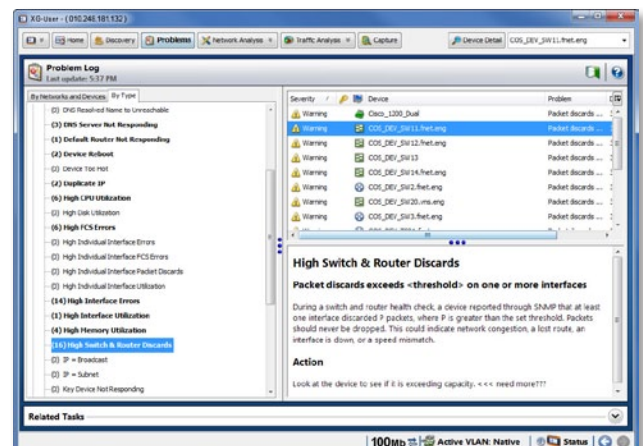 XG-User - (010.248.181.132)
Home
Discovery
Problems
Network Analysis
Traffic Analysis
Capture
Device Detail
COS_DEV_SW11.fnet.eng
Problem Log
Last update: 5:37 PM
By Networks and Devices
By Type
(0) DNS Resolved Name to Unreachable
(3) DNS Server Not Responding
(1) Default Router Not Responding
(2) Device Reboot
(0) Device Too Hot
(2) Duplicate IP
(6) High CPU Utilization
(0) High Disk Utilization
(6) High FCS Errors
(0) High Individual Interface Errors
(0) High Individual Interface FCS Errors
(0) High Individual Interface Packet Discards
(0) High Individual Interface Utilization
(14) High Interface Errors
(1) High Interface Utilization
(4) High Memory Utilization
(16) High Switch & Router Discards
(0) IP = Broadcast
(0) IP = Subnet
(0) Key Device Not Responding
Severity Device Problem
Warning Cisco_1200_Dual Packet discards ...
Warning COS_DEV_SW11.fnet.eng Packet discards ...
Warning COS_DEV_SW12.fnet.eng Packet discards ...
Warning COS_DEV_SW13 Packet discards ...
Warning COS_DEV_SW14.fnet.eng Packet discards ...
Warning COS_DEV_SW2.fnet.eng Packet discards ...
Warning COS_DEV_SW20.vns.eng Packet discards ...
Warning COS_DEV_SW3.fnet.eng Packet discards ...
High Switch & Router Discards
Packet discards exceeds <threshold> on one or more interfaces
During a switch and router health check, a device reported through SNMP that at least
one interface discarded P packets, where P is greater than the set threshold. Packets
should never be dropped. This could indicate network congestion, a lost route, an
interface is down, or a speed mismatch.
Action
Look at the device to see if it is exceeding capacity. <<< need more???
Related Tasks
100Mb
Active VLAN: Native
Status